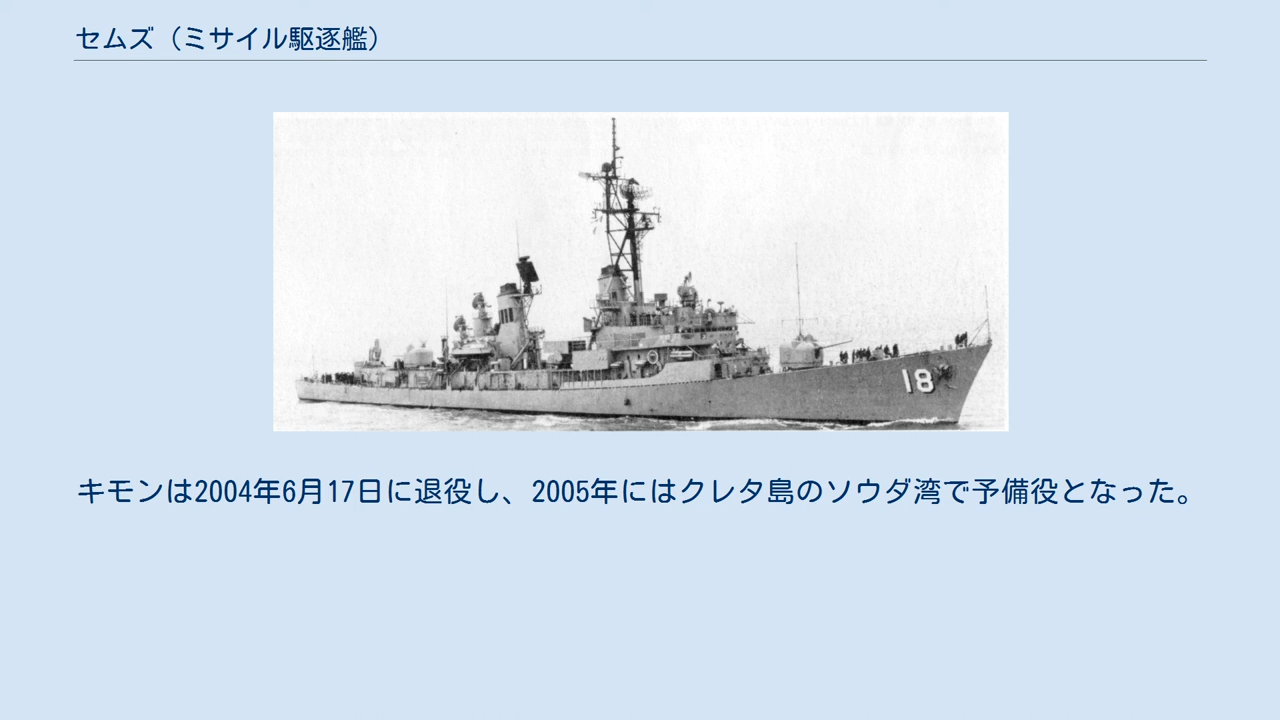 セムズ（ミサイル駆逐艦）
18
キモンは2004年6月17日に退役し、2005年にはクレタ島のソウダ湾で予備役となった。